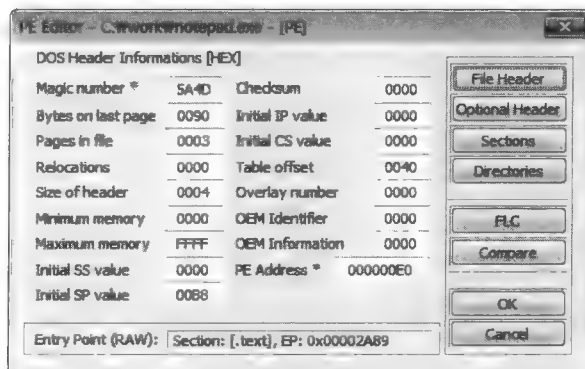 PE Editor - C:\#work#notepad.exe - [PE]
DOS Header Informations [HEX]
Magic number * 5A4D Checksum 0000
Bytes on last page 0090 Initial IP value 0000
Pages in file 0003 Initial CS value 0000
Relocations 0000 Table offset 0040
Size of header 0004 Overlay number 0000
Minimum memory 0000 OEM Identifier 0000
Maximum memory FFFF OEM Information 0000
Initial SS value 0000 PE Address * 000000E0
Initial SP value 00B8
File Header
Optional Header
Sections
Directories
FLC
Compare
OK
Cancel
Entry Point (RAW): Section: [.text], EP: 0x00002A89